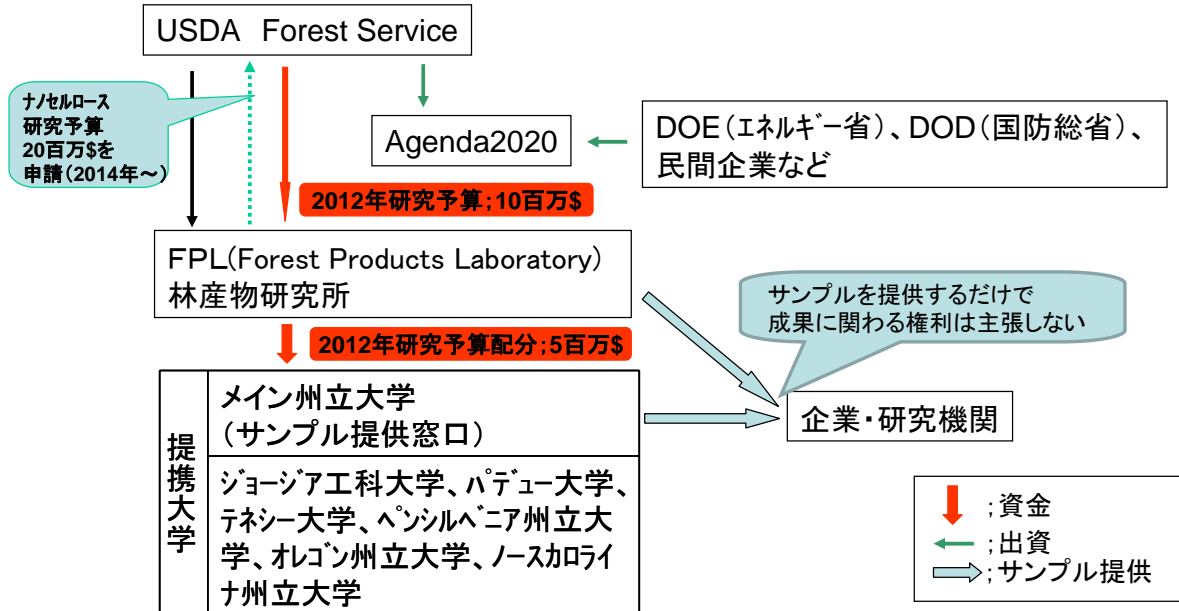 USDA　Forest Service
ﾅﾉｾﾙﾛｰｽ
研究予算
20百万$を
申請（2014年～）
Agenda2020
DOE（ｴﾈﾙｷﾞｰ省）、DOD（国防総省）、
民間企業など
2012年研究予算；10百万$
ＦＰＬ(Forest Products Laboratory)
林産物研究所
サンプルを提供するだけで
成果に関わる権利は主張しない
2012年研究予算配分；5百万$
提携大学
メイン州立大学
（サンプル提供窓口）
ｼﾞｮｰｼﾞｱ工科大学、ﾊﾟﾃﾞｭｰ大学、
ﾃﾈｼｰ大学、ﾍﾟﾝｼﾙﾍﾞﾆｱ州立大
学、ｵﾚｺﾞﾝ州立大学、ﾉｰｽｶﾛﾗｲ
ﾅ州立大学
企業・研究機関
；資金
；出資
；サンプル提供